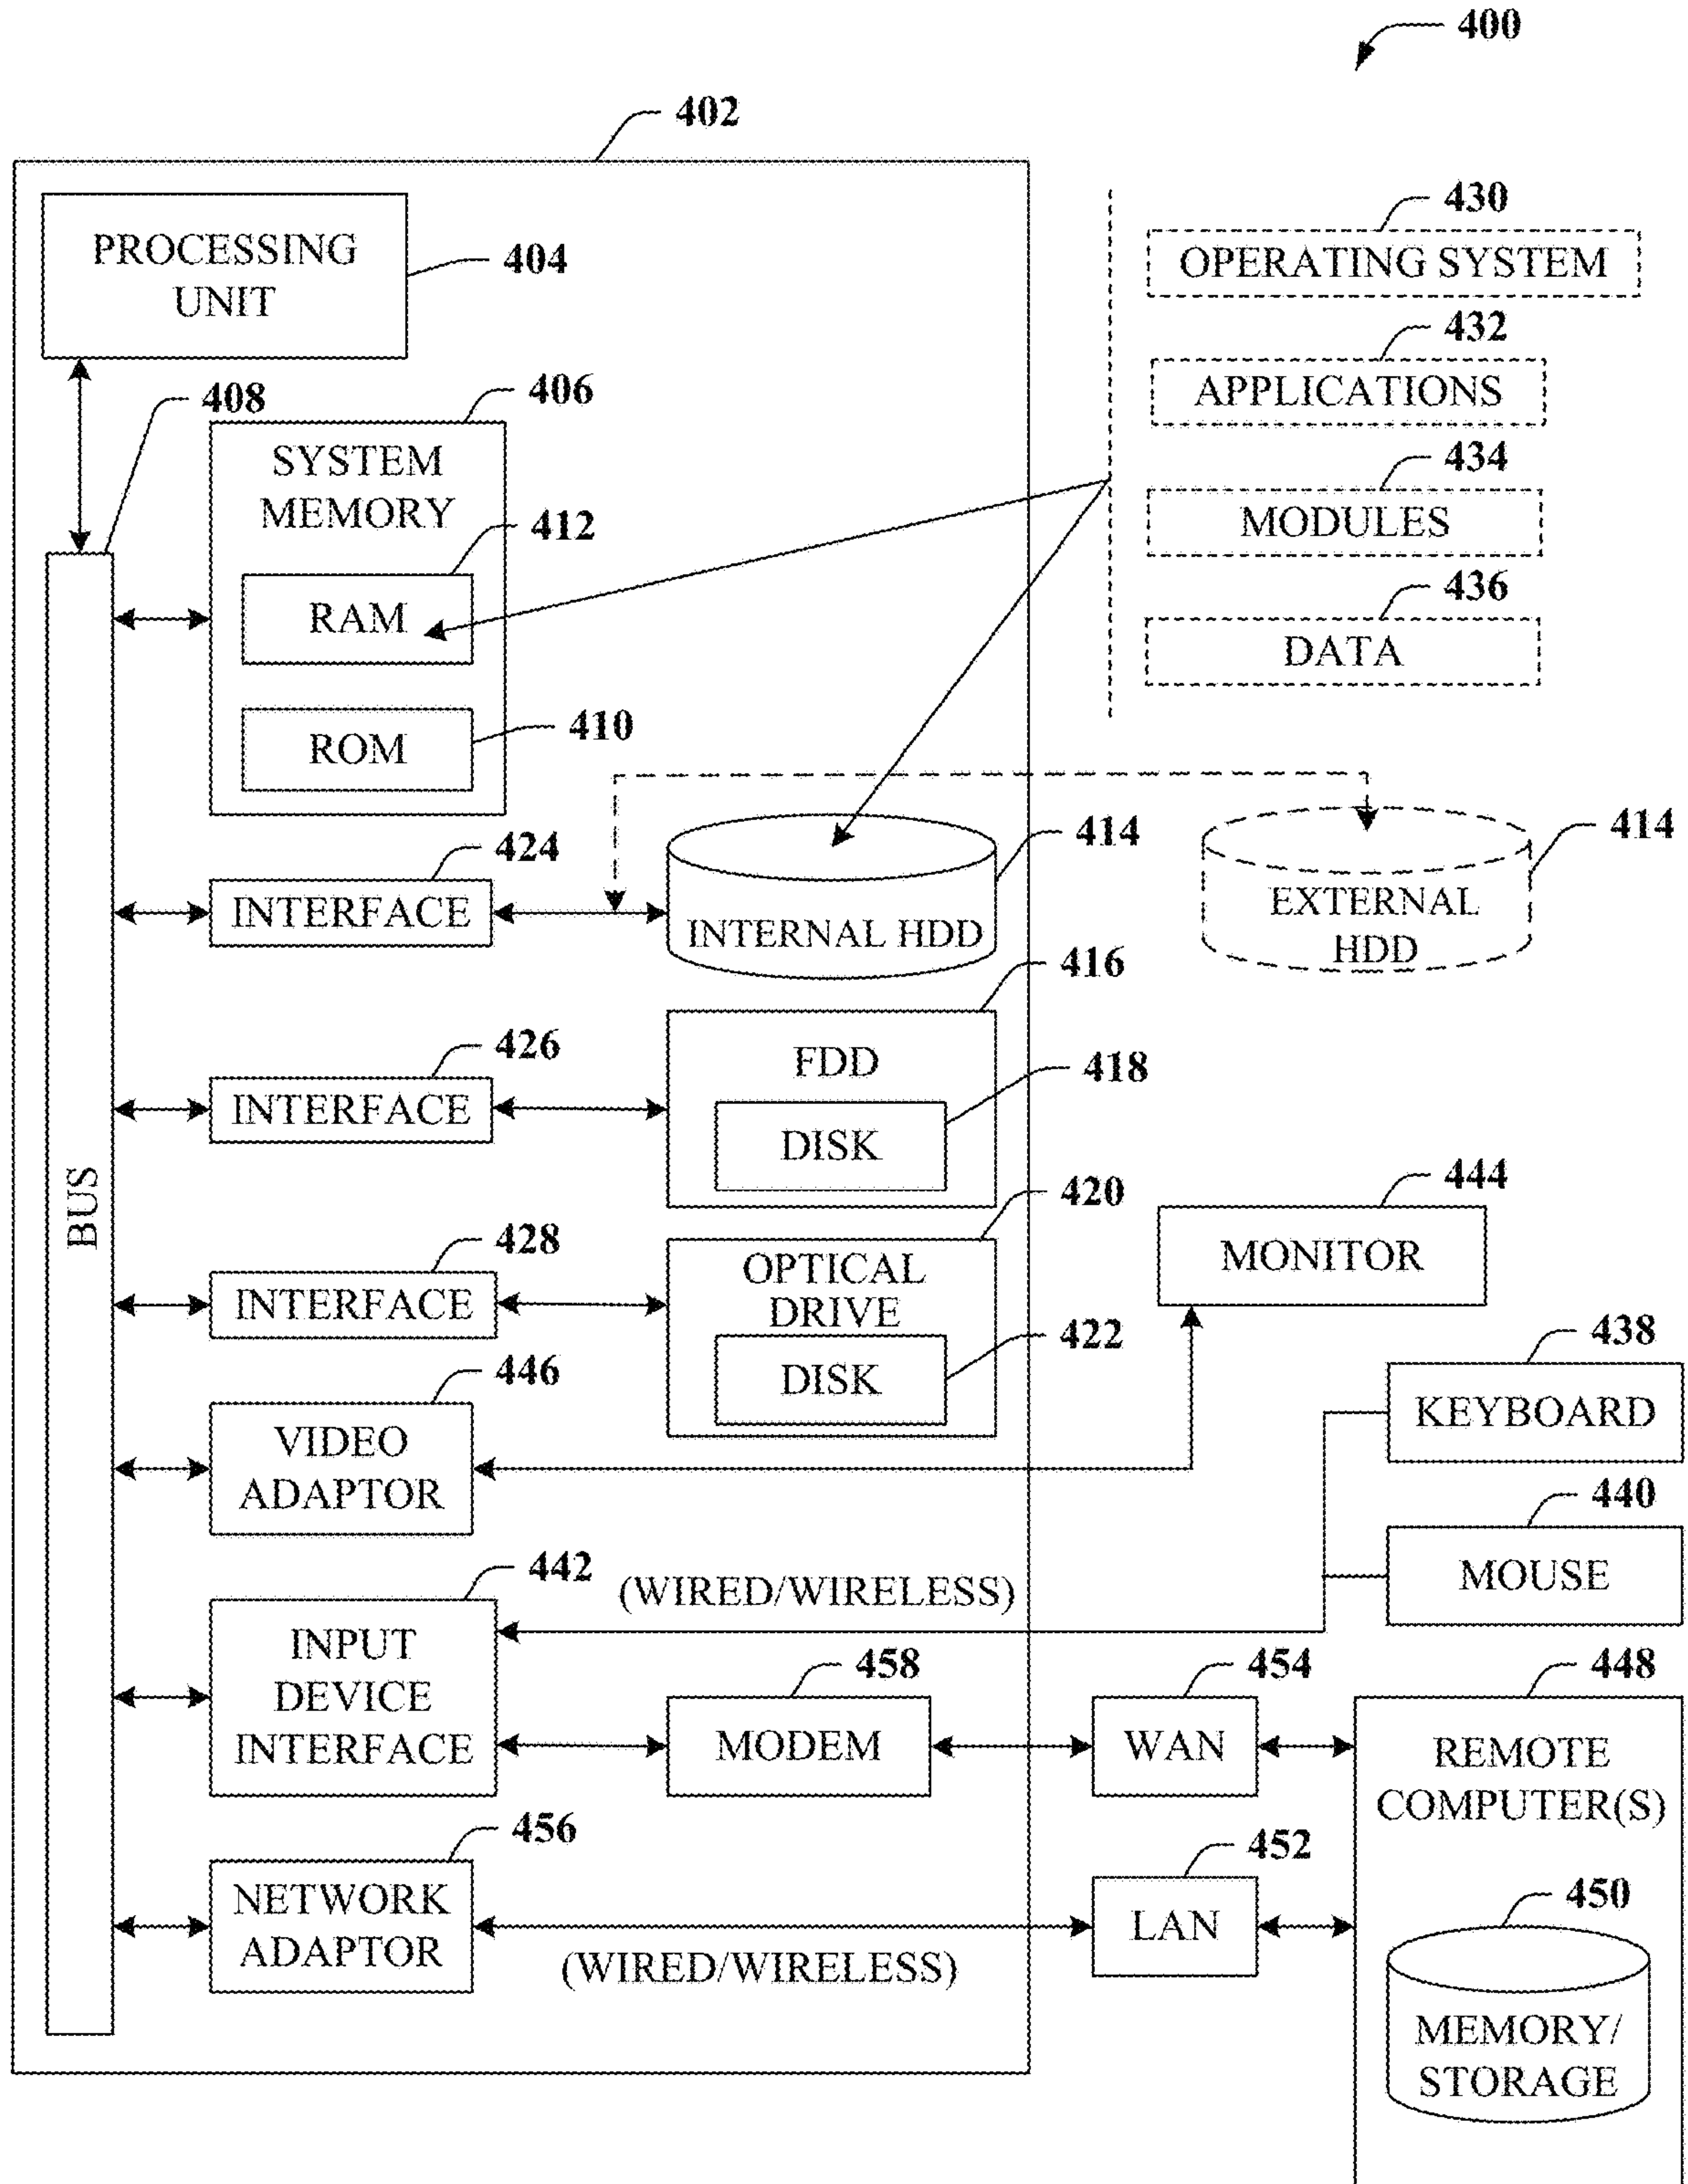 400
402
PROCESSING
UNIT
404
430
OPERATING SYSTEM
432
APPLICATIONS
434
MODULES
436
DATA
408
406
SYSTEM
MEMORY
412
RAM
410
ROM
BUS
424
INTERFACE
414
INTERNAL HDD
414
EXTERNAL
HDD
426
INTERFACE
416
FDD
418
DISK
428
INTERFACE
420
OPTICAL
DRIVE
422
DISK
444
MONITOR
446
VIDEO
ADAPTOR
438
KEYBOARD
440
MOUSE
442
INPUT
DEVICE
INTERFACE
(WIRED/WIRELESS)
458
MODEM
454
WAN
448
REMOTE
COMPUTER(S)
456
NETWORK
ADAPTOR
(WIRED/WIRELESS)
452
LAN
450
MEMORY/
STORAGE